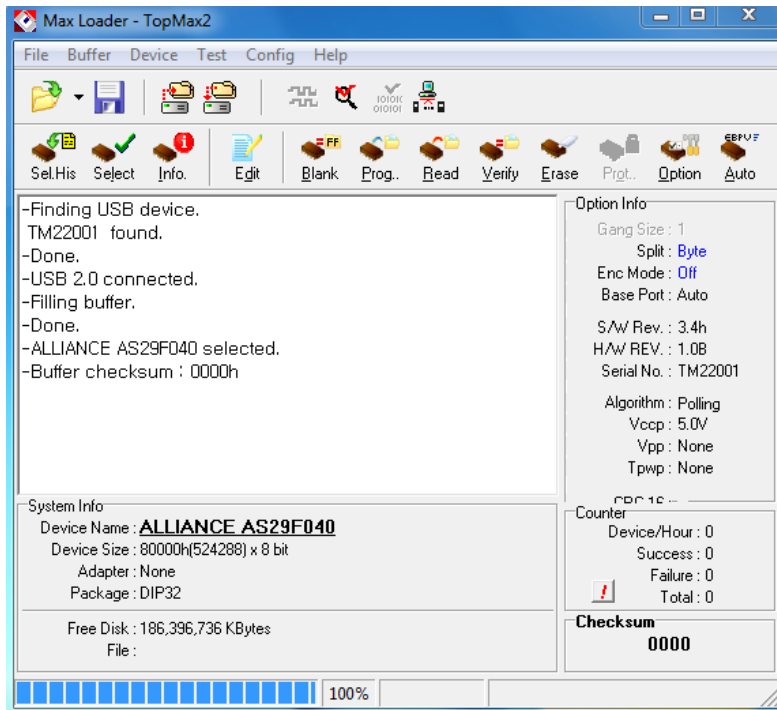 Max Loader - TopMax2
File Buffer Device Test Config Help
Sel.His Select Info. Edit Blank Prog.. Read Verify Erase Prot.. Option Auto
-Finding USB device.
TM22001 found.
-Done.
-USB 2.0 connected.
-Filling buffer.
-Done.
-ALLIANCE AS29F040 selected.
-Buffer checksum : 0000h
Option Info
Gang Size : 1
Split : Byte
Enc Mode : Off
Base Port : Auto
S/W Rev. : 3.4h
H/W REV. : 1.0B
Serial No. : TM22001
Algorithm : Polling
Vccp : 5.0V
Vpp : None
Tpwp : None
System Info
Device Name : ALLIANCE AS29F040
Device Size : 80000h(524288) x 8 bit
Adapter : None
Package : DIP32
Free Disk : 186,396,736 KBytes
File :
Counter
Device/Hour : 0
Success : 0
Failure : 0
Total : 0
Checksum
0000
100%